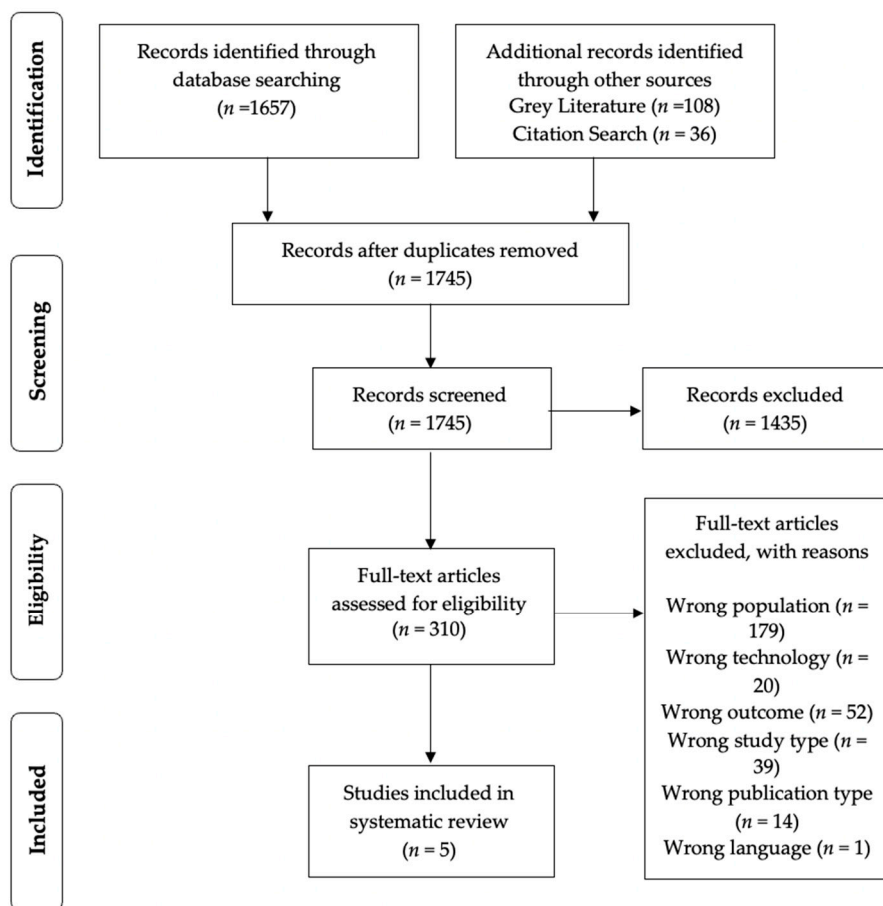 Identification
Records identified through
database searching
(n =1657)
Additional records identified
through other sources
Grey Literature (n =108)
Citation Search (n = 36)
Records after duplicates removed
(n = 1745)
Screening
Records screened
(n = 1745)
Records excluded
(n = 1435)
Eligibility
Full-text articles
assessed for eligibility
(n = 310)
Full-text articles
excluded, with reasons
Wrong population (n =
179)
Wrong technology (n =
20)
Wrong outcome (n = 52)
Wrong study type (n =
39)
Wrong publication type
(n = 14)
Wrong language (n = 1)
Included
Studies included in
systematic review
(n = 5)